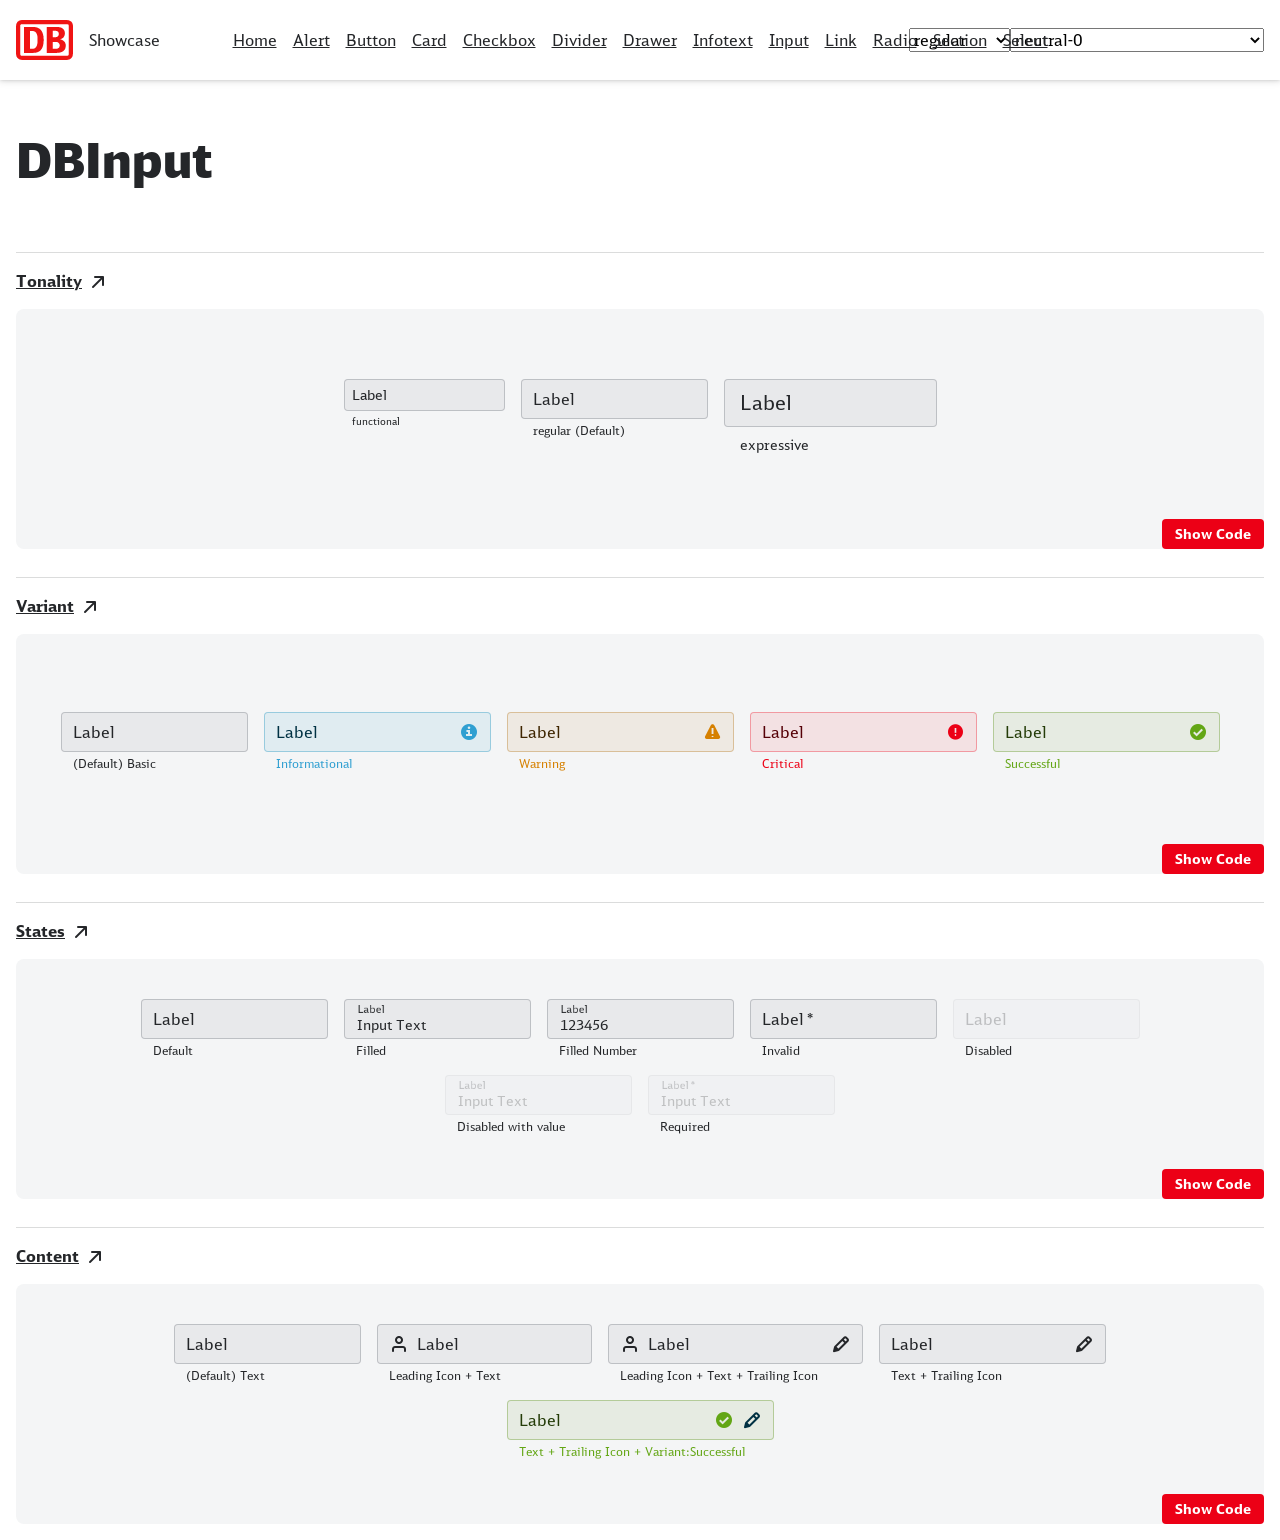 DB Showcase Home Alert Button Card Checkbox Divider Drawer Infotext Input Link Radio Section Select regular neutral-0
DBInput
Tonality
Label Label Label
functional regular (Default) expressive
Show Code
Variant
Label Label Label Label Label
(Default) Basic Informational Warning Critical Successful
Show Code
States
Label Label Input Text Label 123456 Label * Label
Default Filled Filled Number Invalid Disabled
Label Input Text Label * Input Text
Disabled with value Required
Show Code
Content
Label Label Label Label
(Default) Text Leading Icon + Text Leading Icon + Text + Trailing Icon Text + Trailing Icon
Label
Text + Trailing Icon + Variant:Successful
Show Code